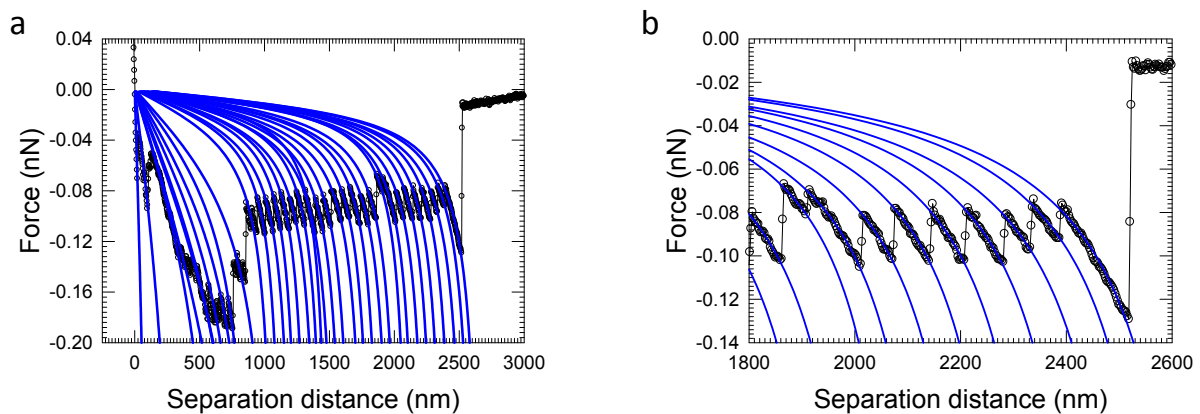 a
b
0.04
0.00
-0.04
-0.08
-0.12
-0.16
-0.20
Force (nN)
0 500 1000 1500 2000 2500 3000
Separation distance (nm)
0.00
-0.02
-0.04
-0.06
-0.08
-0.10
-0.12
-0.14
Force (nN)
1800 2000 2200 2400 2600
Separation distance (nm)